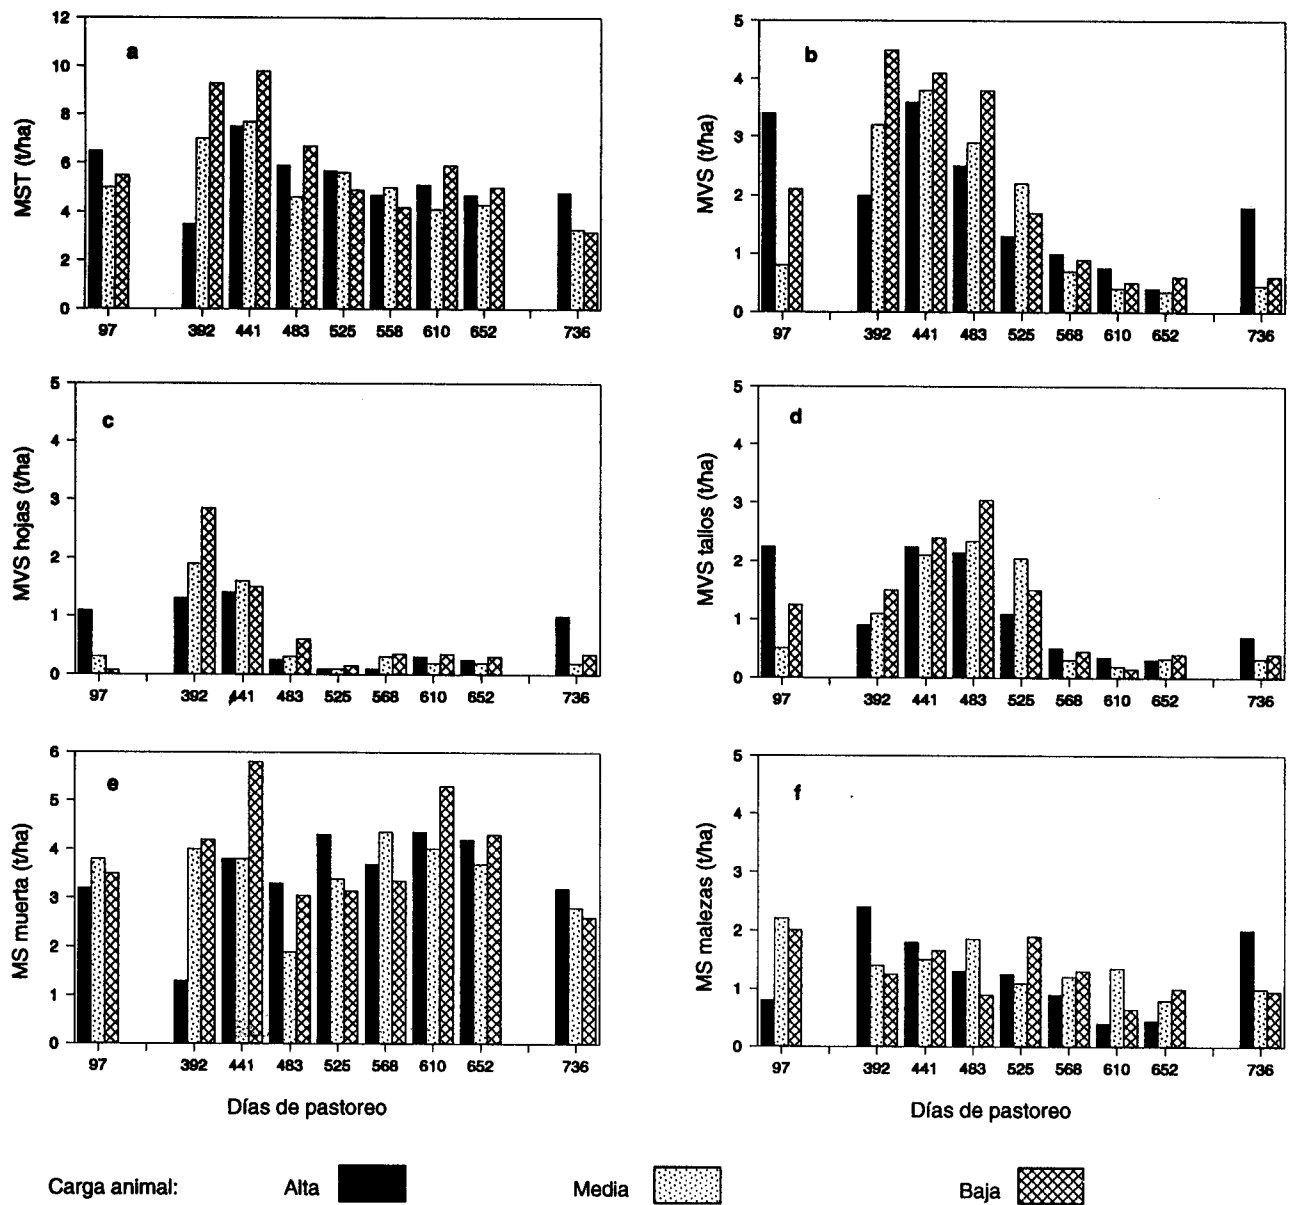 a
MST (t/ha)
12
10
8
6
4
2
0
97 392 441 483 525 558 610 652 736
b
MVS (t/ha)
5
4
3
2
1
0
97 392 441 483 525 568 610 652 736
c
MVS hojas (t/ha)
5
4
3
2
1
0
97 392 441 483 525 568 610 652 736
d
MVS tallos (t/ha)
5
4
3
2
1
0
97 392 441 483 525 568 610 652 736
e
MS muerta (t/ha)
6
5
4
3
2
1
0
97 392 441 483 525 568 610 652 736
Días de pastoreo
f
MS malezas (t/ha)
5
4
3
2
1
0
97 392 441 483 525 568 610 652 736
Días de pastoreo
Carga animal: Alta Media Baja